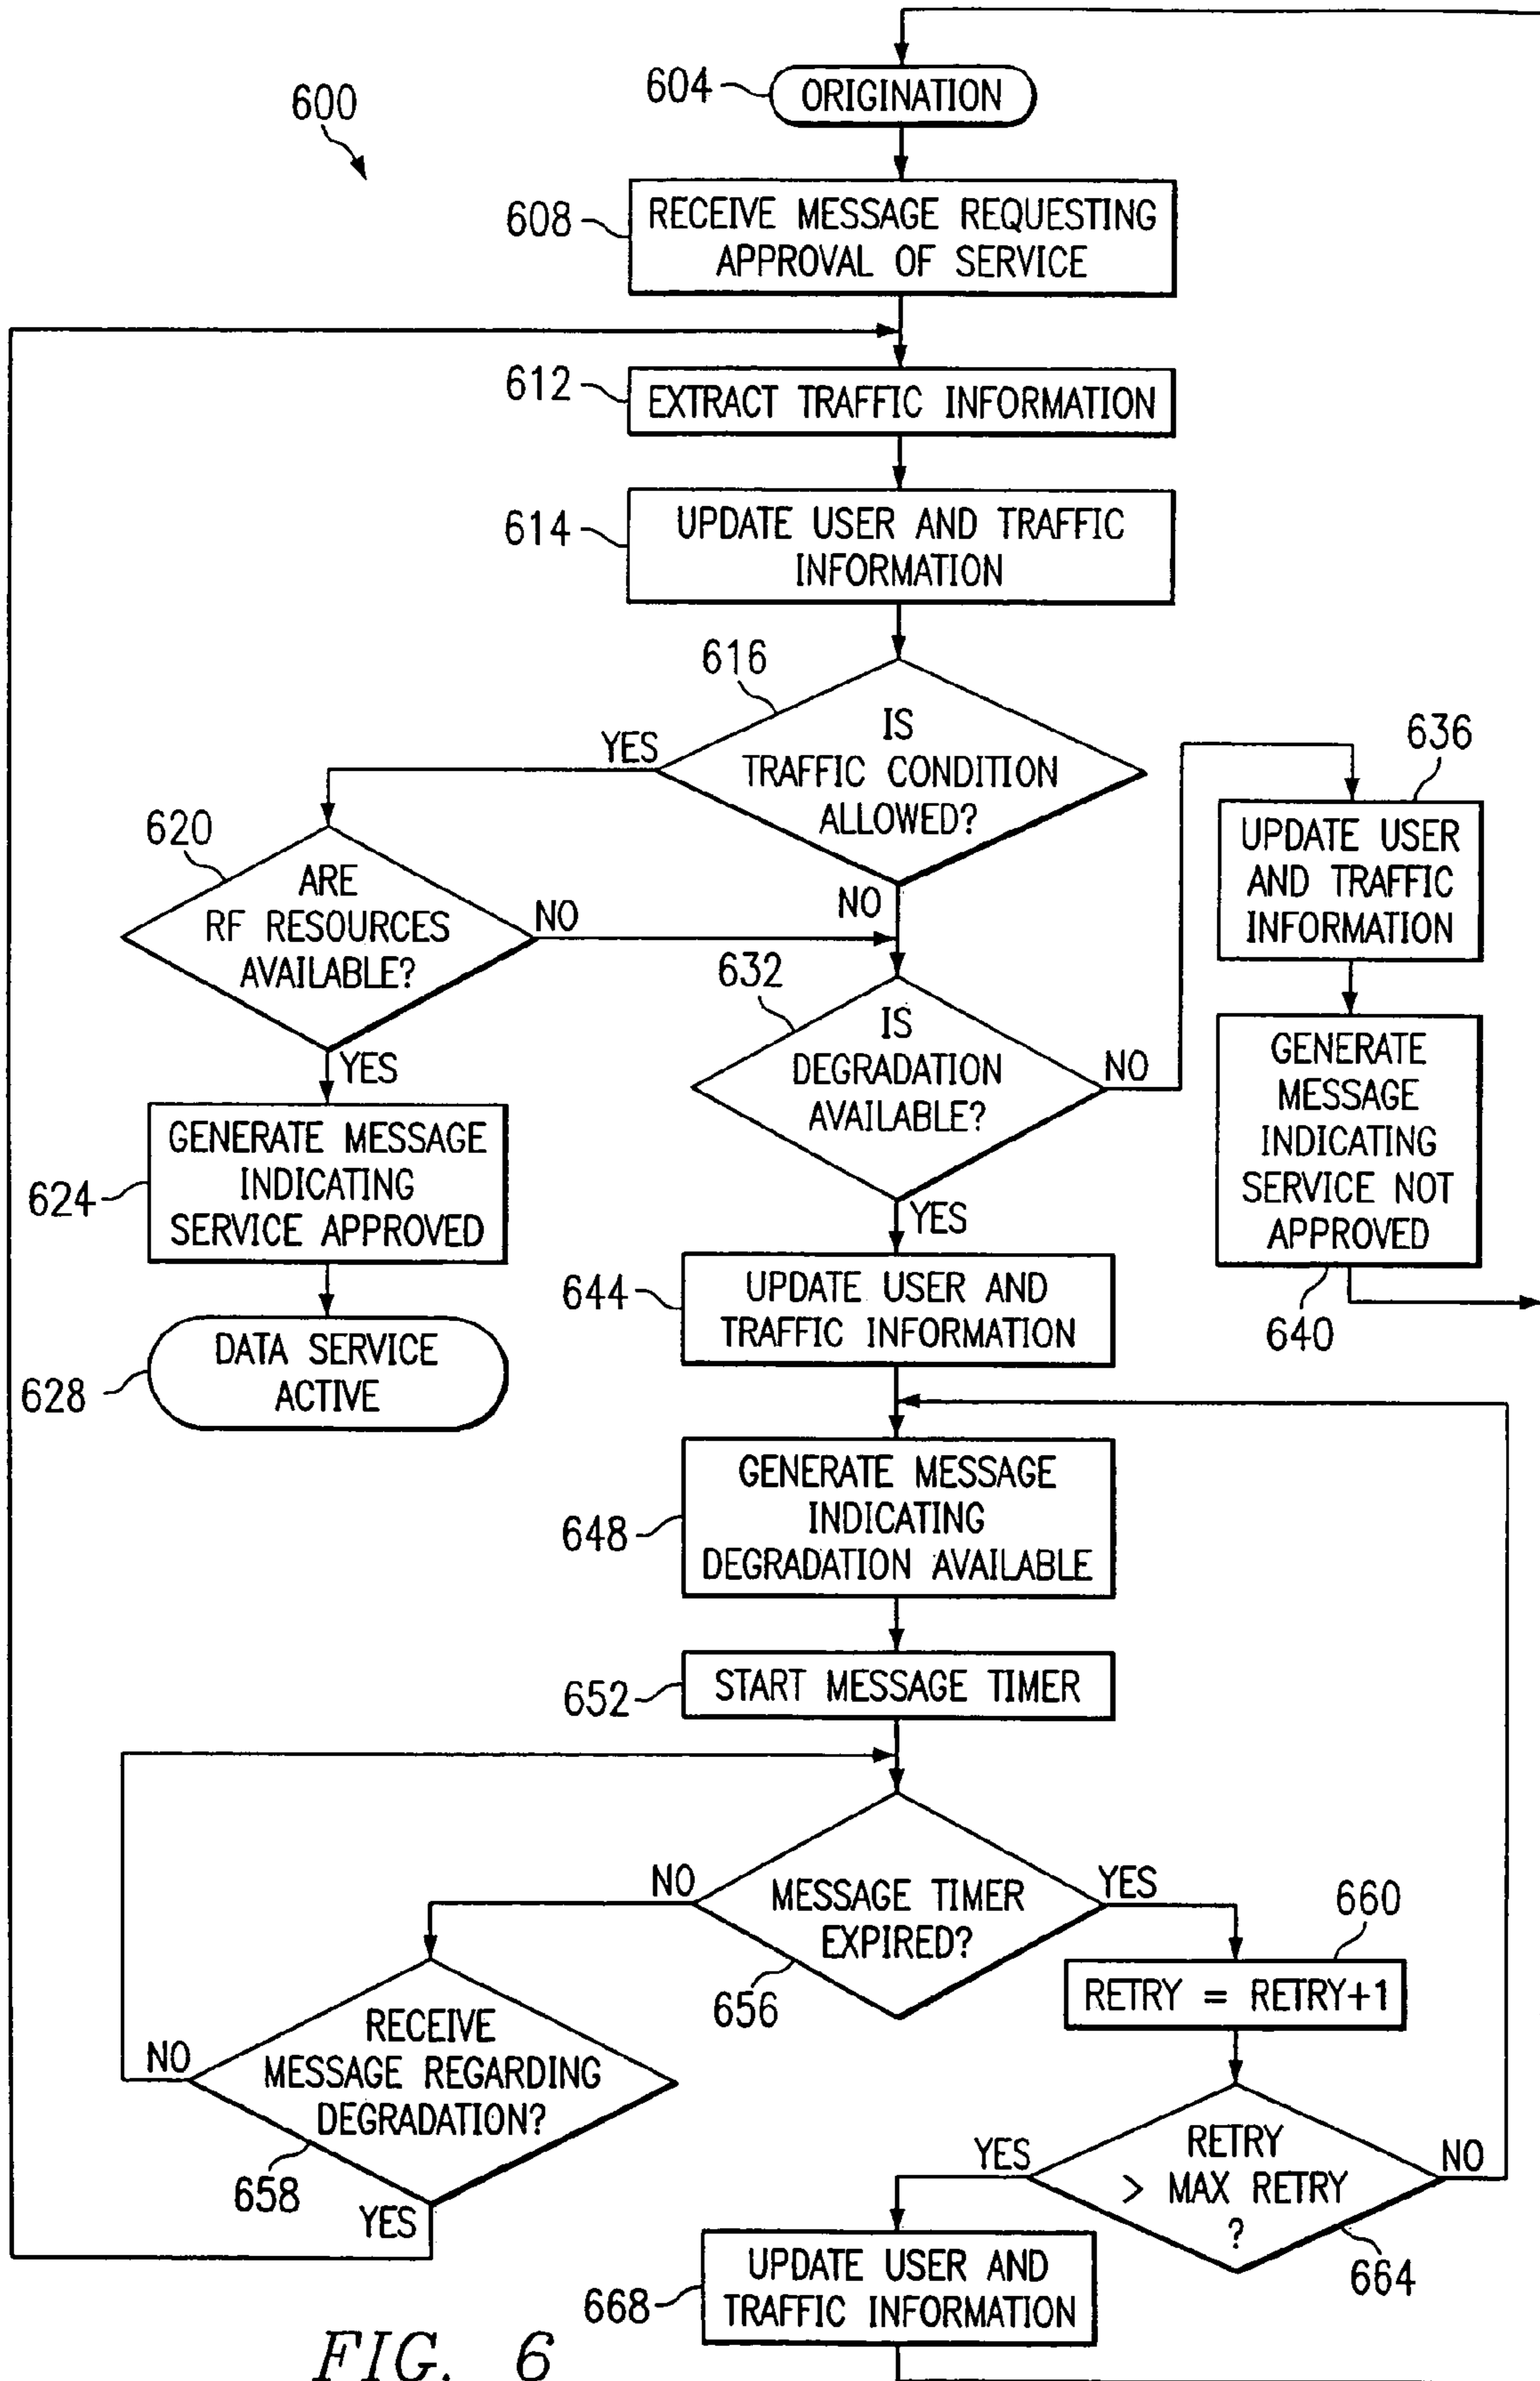 600
604
ORIGINATION
608
RECEIVE MESSAGE REQUESTING
APPROVAL OF SERVICE
612
EXTRACT TRAFFIC INFORMATION
614
UPDATE USER AND TRAFFIC
INFORMATION
616
IS
TRAFFIC CONDITION
ALLOWED?
YES
NO
620
ARE
RF RESOURCES
AVAILABLE?
NO
YES
624
GENERATE MESSAGE
INDICATING
SERVICE APPROVED
628
DATA SERVICE
ACTIVE
632
IS
DEGRADATION
AVAILABLE?
NO
YES
636
UPDATE USER
AND TRAFFIC
INFORMATION
GENERATE
MESSAGE
INDICATING
SERVICE NOT
APPROVED
640
644
UPDATE USER AND
TRAFFIC INFORMATION
648
GENERATE MESSAGE
INDICATING
DEGRADATION AVAILABLE
652
START MESSAGE TIMER
NO
MESSAGE TIMER
EXPIRED?
YES
656
660
RETRY = RETRY+1
RECEIVE
MESSAGE REGARDING
DEGRADATION?
NO
658
YES
RETRY
> MAX RETRY
?
YES
NO
664
668
UPDATE USER AND
TRAFFIC INFORMATION
FIG. 6